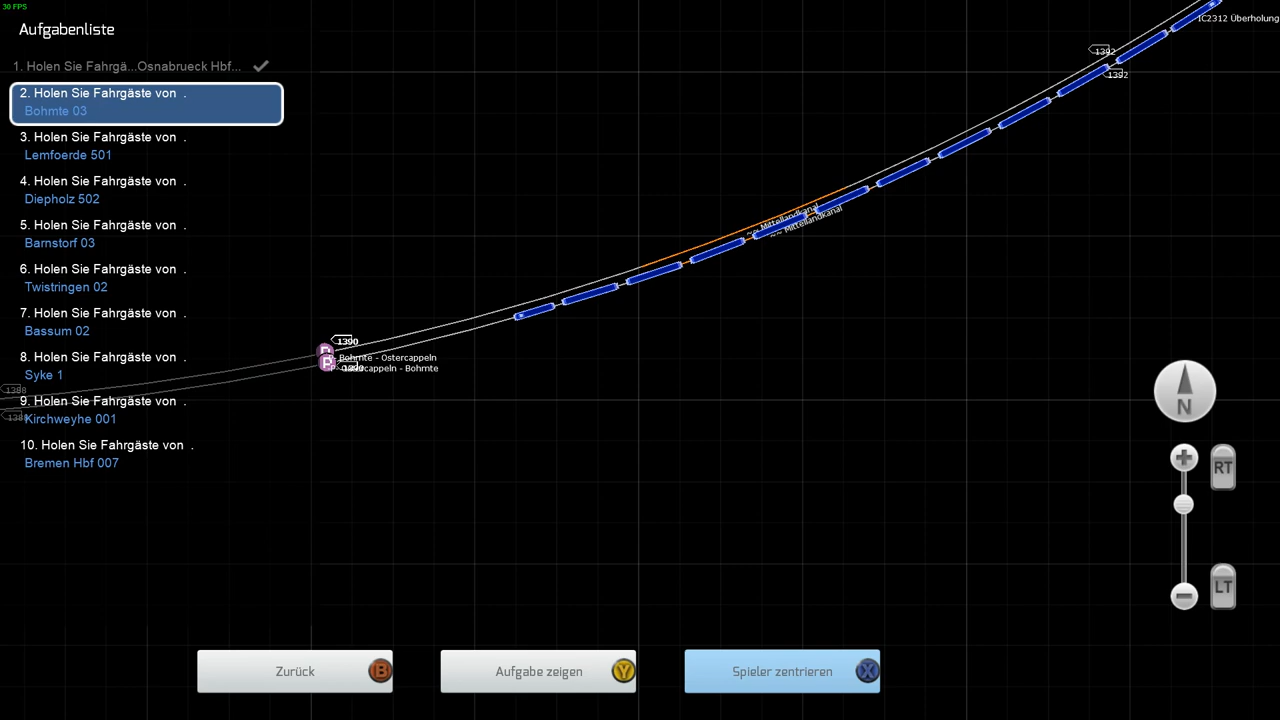 30 FPS
Aufgabenliste
1. Holen Sie Fahrgä...Osnabrueck Hbf...
2. Holen Sie Fahrgäste von .
Bohmte 03
3. Holen Sie Fahrgäste von .
Lemfoerde 501
4. Holen Sie Fahrgäste von .
Diepholz 502
5. Holen Sie Fahrgäste von .
Barnstorf 03
6. Holen Sie Fahrgäste von .
Twistringen 02
7. Holen Sie Fahrgäste von .
Bassum 02
8. Holen Sie Fahrgäste von .
Syke 1
9. Holen Sie Fahrgäste von .
Kirchweyhe 001
10. Holen Sie Fahrgäste von .
Bremen Hbf 007
IC2312 Überholung
1392
1392
~~ Mittellandkanal
~~ Mittellandkanal
1390
P
Bohmte - Ostercappeln
P
- Bohmte
1388
N
RT
LT
Zurück B
Aufgabe zeigen Y
Spieler zentrieren X